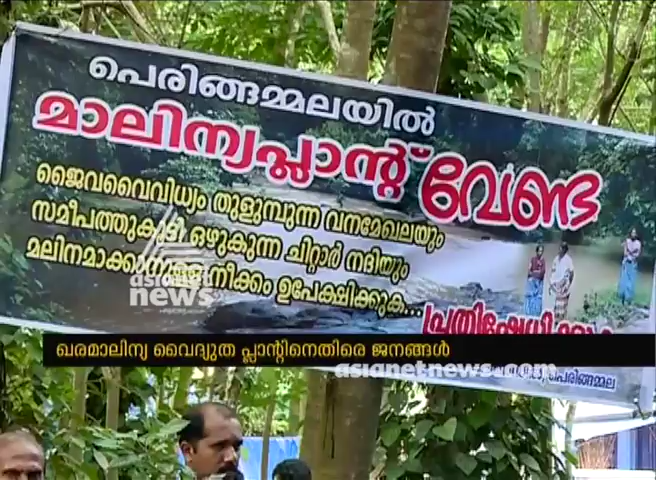 പെരിങ്ങമ്മലയിൽ
മാലിന്യപ്ലാന്റ് വേണ്ട
ജൈവവൈവിധ്യം തുളുമ്പുന്ന വനമേഖലയും
സമീപത്തുകൂടി ഒഴുകുന്ന ചിറ്റാർ നദിയും
മലിനമാക്കാനുള്ള നീക്കം ഉപേക്ഷിക്കുക...
asianet
news
ഖരമാലിന്യ വൈദ്യുത പ്ലാന്റിനെതിരെ ജനങ്ങൾ
asianetnews.com
പെരിങ്ങമ്മല